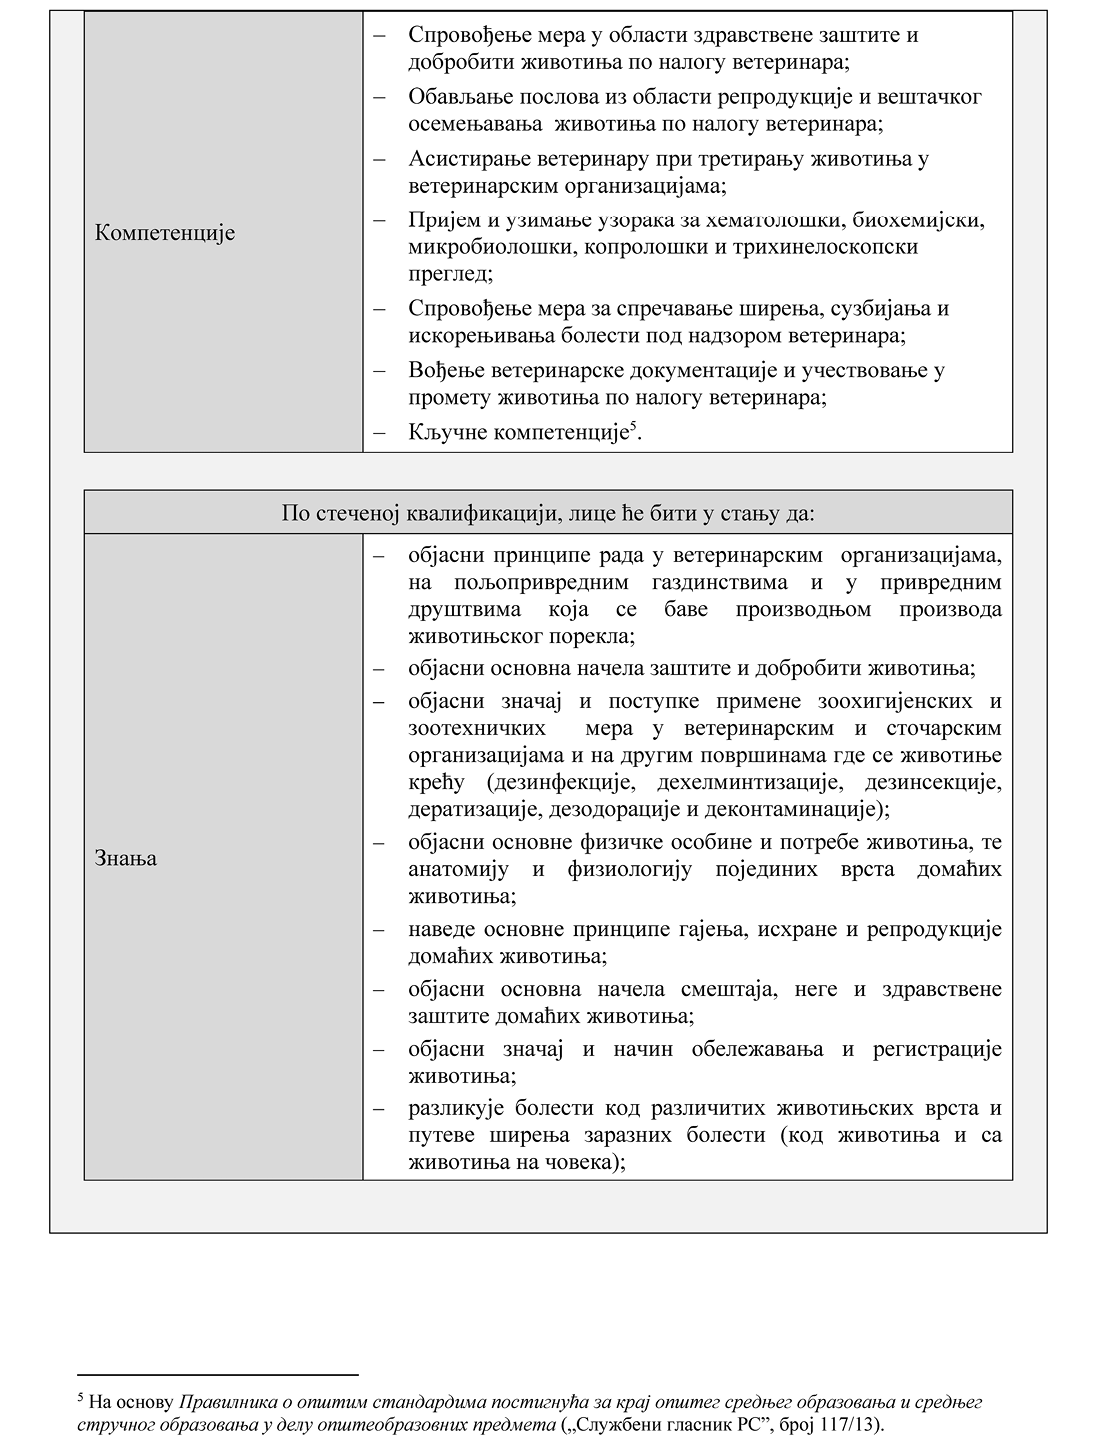 – Спровођење мера у области здравствене заштите и
добробити животиња по налогу ветеринара;
– Обављање послова из области репродукције и вештачког
осемењавања животиња по налогу ветеринара;
– Асистирање ветеринару при третирању животиња у
ветеринарским организацијама;
Компетенције
– Пријем и узимање узорака за хематолошки, биохемијски,
микробиолошки, копролошки и трихинелоскопски
преглед;
– Спровођење мера за спречавање ширења, сузбијања и
искорењивања болести под надзором ветеринара;
– Вођење ветеринарске документације и учествовање у
промету животиња по налогу ветеринара;
– Кључне компетенције⁵.
По стеченој квалификацији, лице ће бити у стању да:
– објасни принципе рада у ветеринарским организацијама,
на пољопривредним газдинствима и у привредним
друштвима која се баве производњом производа
животињског порекла;
– објасни основна начела заштите и добробити животиња;
– објасни значај и поступке примене зоохигијенских и
зоотехничких мера у ветеринарским и сточарским
организацијама и на другим површинама где се животиње
крећу (дезинфекције, дехелминтизације, дезинсекције,
дератизације, дезодорације и деконтаминације);
Знања
– објасни основне физичке особине и потребе животиња, те
анатомију и физиологију појединих врста домаћих
животиња;
– наведе основне принципе гајења, исхране и репродукције
домаћих животиња;
– објасни основна начела смештаја, неге и здравствене
заштите домаћих животиња;
– објасни значај и начин обележавања и регистрације
животиња;
– разликује болести код различитих животињских врста и
путеве ширења заразних болести (код животиња и са
животиња на човека);
⁵ На основу Правилника о општим стандардима постигнућа за крај општег средњег образовања и средњег
стручног образовања у делу општеобразовних предмета („Службени гласник РС”, број 117/13).